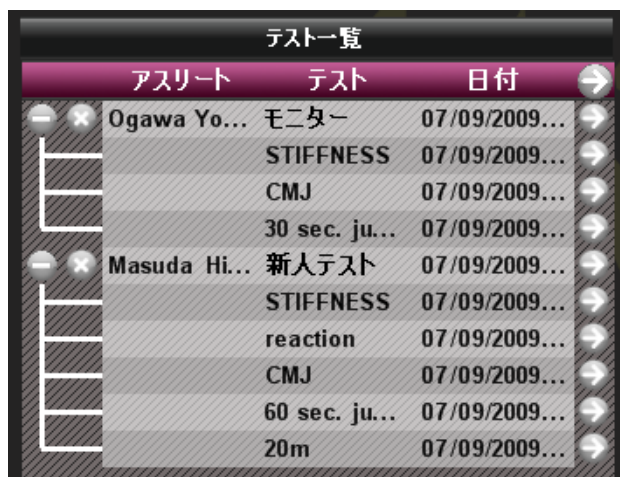 テスト一覧
アスリート テスト 日付
Ogawa Yo... モニター 07/09/2009...
STIFFNESS 07/09/2009...
CMJ 07/09/2009...
30 sec. ju... 07/09/2009...
Masuda Hi... 新人テスト 07/09/2009...
STIFFNESS 07/09/2009...
reaction 07/09/2009...
CMJ 07/09/2009...
60 sec. ju... 07/09/2009...
20m 07/09/2009...